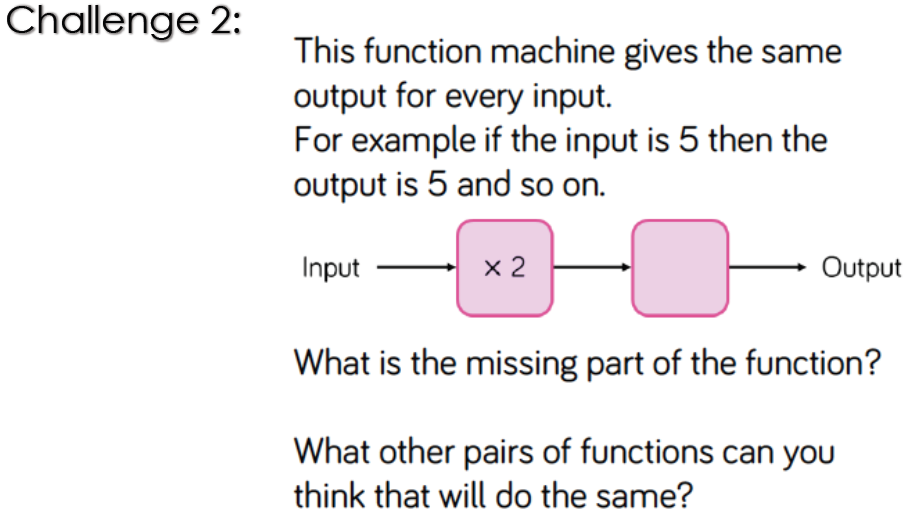 Challenge 2:
This function machine gives the same
output for every input.
For example if the input is 5 then the
output is 5 and so on.
Input × 2 Output
What is the missing part of the function?
What other pairs of functions can you
think that will do the same?